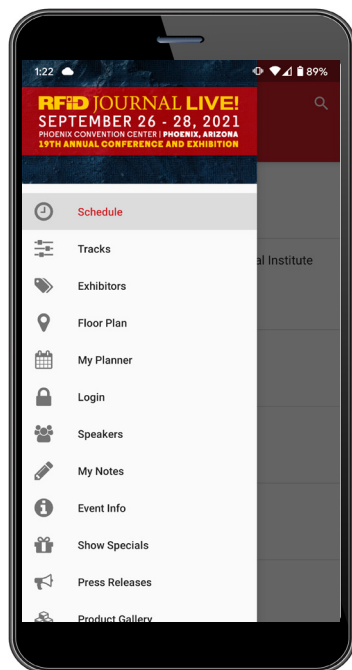 1:22
89%
RFID JOURNAL LIVE!
SEPTEMBER 26 - 28, 2021
PHOENIX CONVENTION CENTER | PHOENIX, ARIZONA
19TH ANNUAL CONFERENCE AND EXHIBITION
Schedule
Tracks
al Institute
Exhibitors
Floor Plan
My Planner
Login
Speakers
My Notes
Event Info
Show Specials
Press Releases
Product Gallery